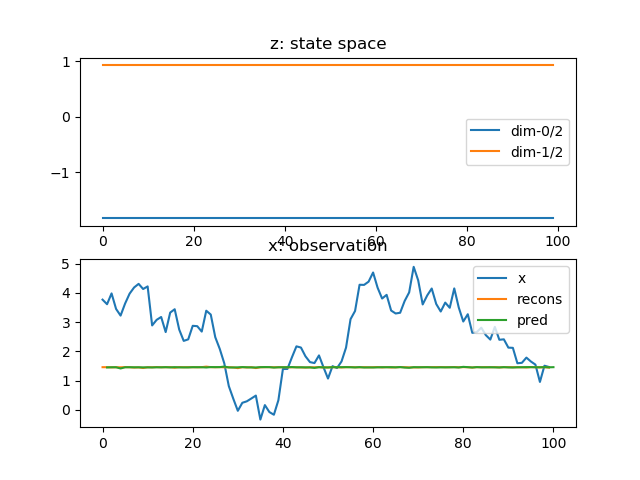 z: state space
1
0
−1
dim-0/2
dim-1/2
0 20 40 60 80 100
x: observation
5
4
3
2
1
0
x
recons
pred
0 20 40 60 80 100